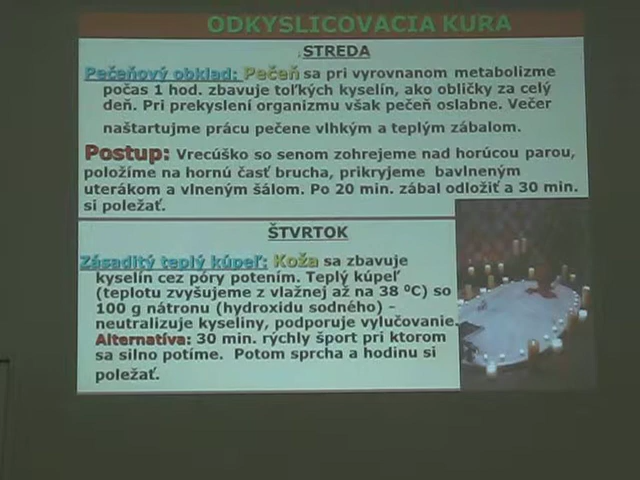 ODKYSLICOVACIA KURA
STREDA
Pečeňový obklad: Pečeň sa pri vyrovnanom metabolizme
počas 1 hod. zbavuje toľkých kyselín, ako obličky za celý
deň. Pri prekyslení organizmu však pečeň oslabne. Večer
naštartujme prácu pečene vlhkým a teplým zábalom.
Postup: Vrecúško so senom zohrejeme nad horúcou parou,
položíme na hornú časť brucha, prikryjeme bavlneným
uterákom a vlneným šálom. Po 20 min. zábal odložiť a 30 min.
si poležať.
ŠTVRTOK
Zásaditý teplý kúpeľ: Koža sa zbavuje
kyselín cez póry potením. Teplý kúpeľ
(teplotu zvyšujeme z vlažnej až na 38 ⁰C) so
100 g nátronu (hydroxidu sodného) –
neutralizuje kyseliny, podporuje vylučovanie.
Alternatíva: 30 min. rýchly šport pri ktorom
sa silno potíme. Potom sprcha a hodinu si
poležať.